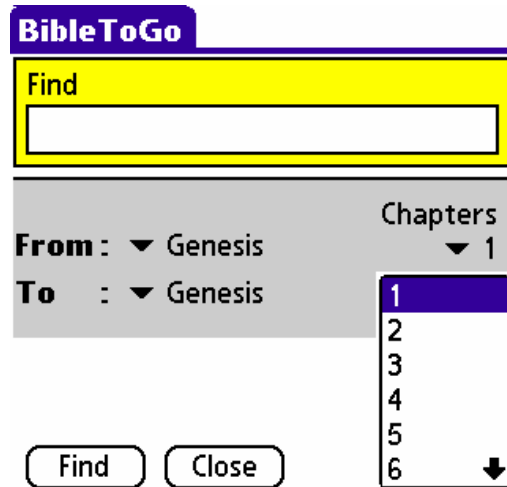 BibleToGo
Find
Chapters
From : Genesis 1
To : Genesis 1
2
3
4
5
Find Close 6